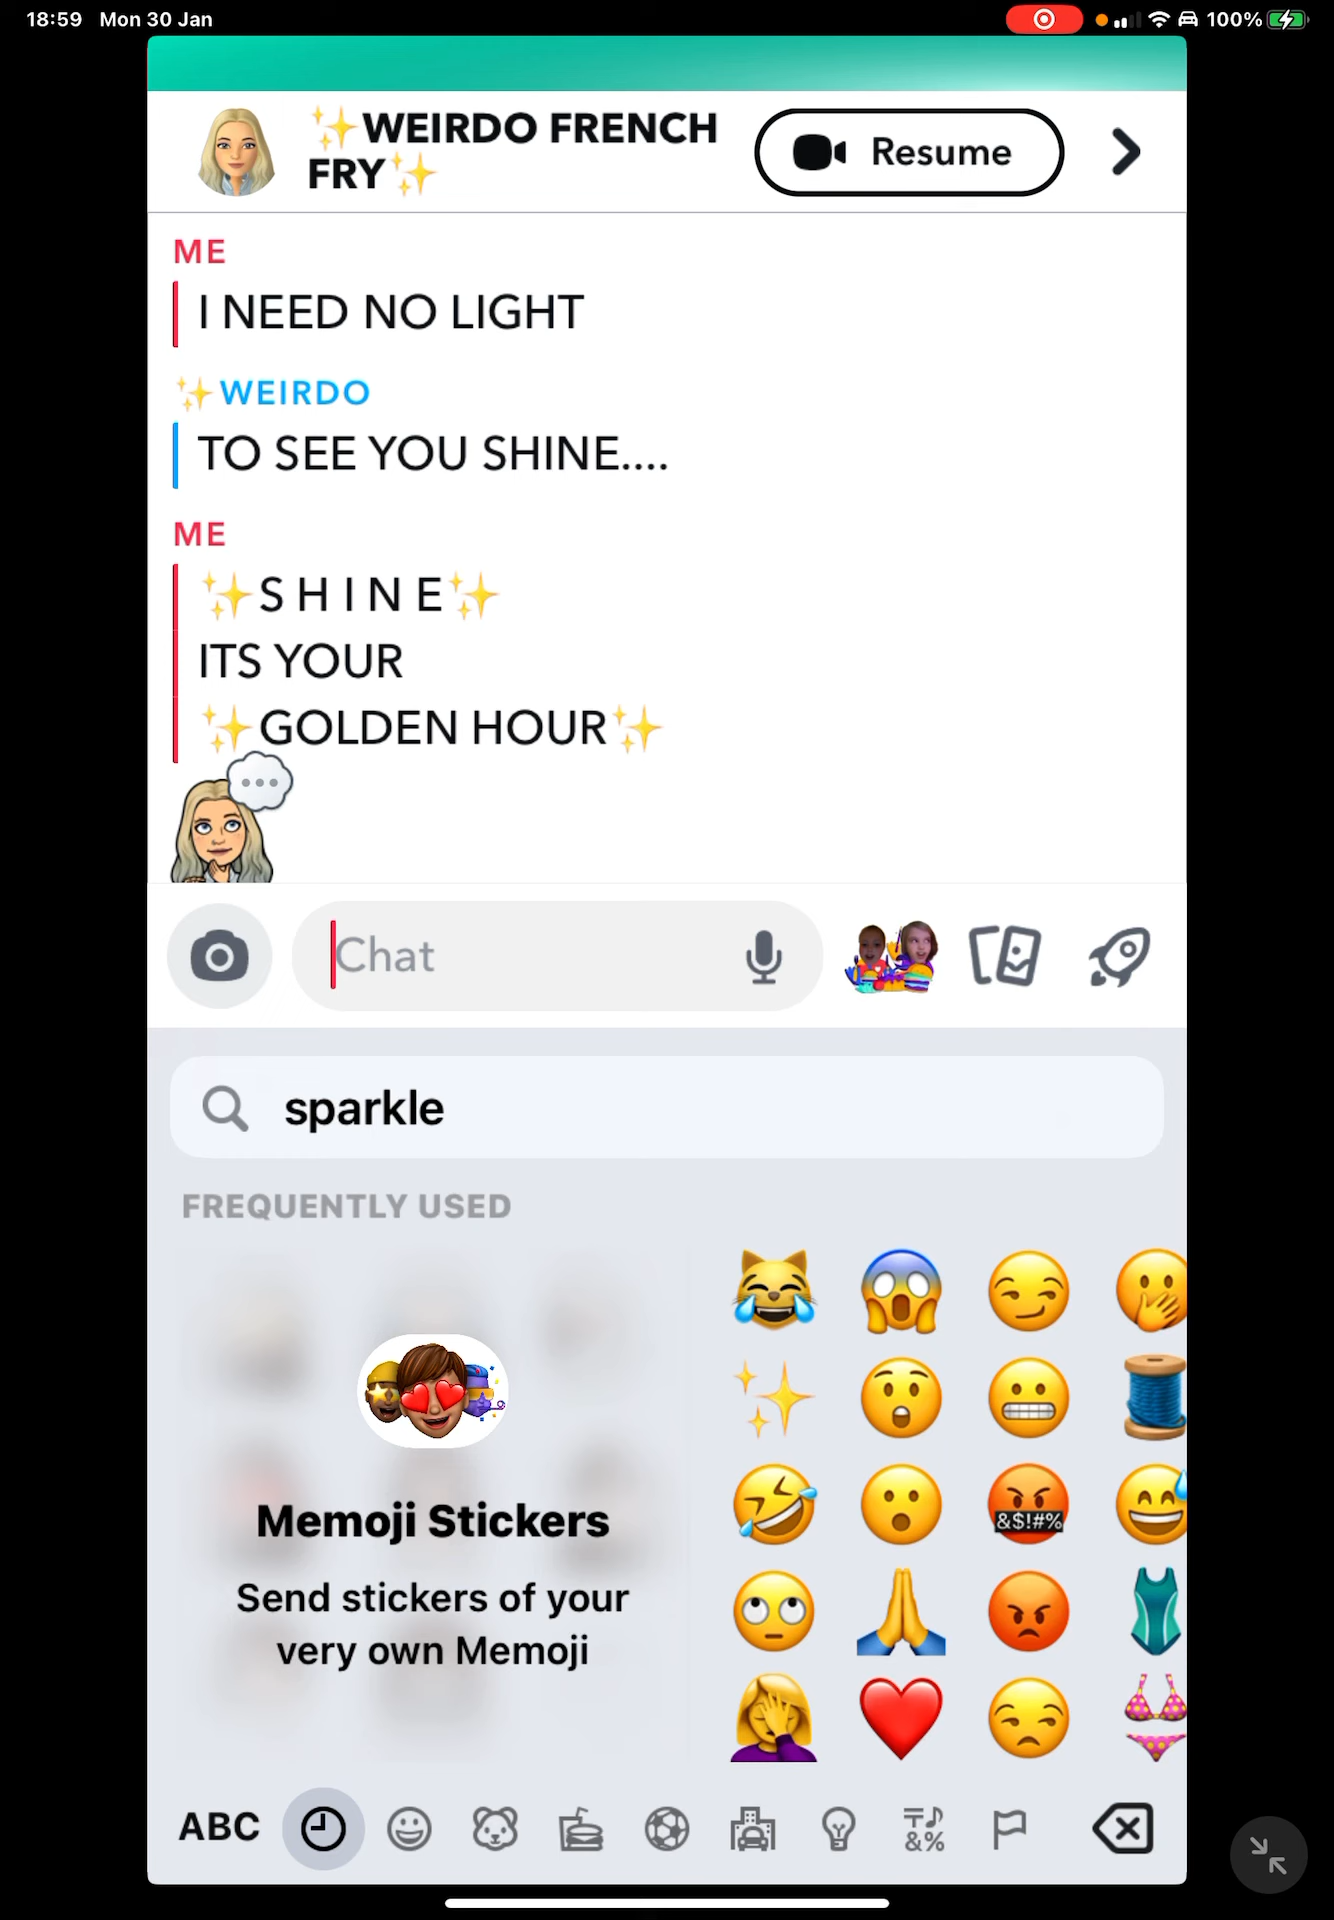 18:59 Mon 30 Jan 100%
✨WEIRDO FRENCH
FRY✨
Resume
ME
I NEED NO LIGHT
✨WEIRDO
TO SEE YOU SHINE....
ME
✨S H I N E✨
ITS YOUR
✨GOLDEN HOUR✨
Chat
sparkle
FREQUENTLY USED
&$!#%
Memoji Stickers
Send stickers of your
very own Memoji
ABC
&%